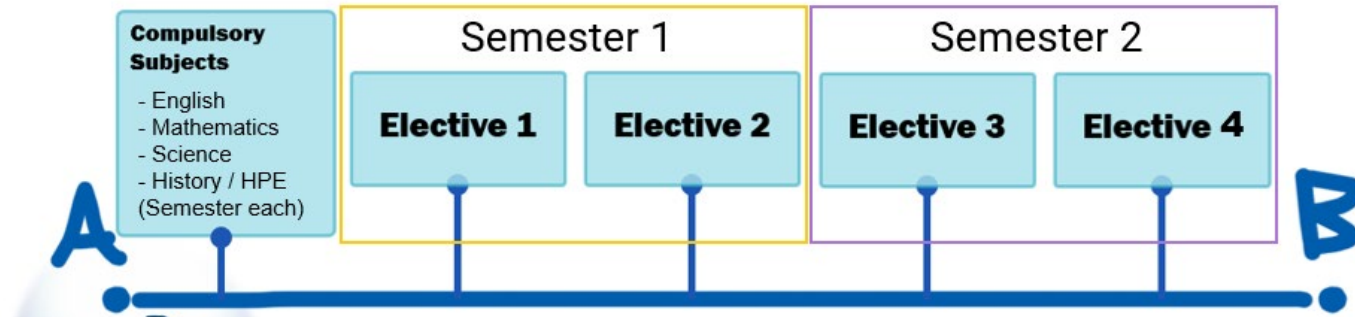 Compulsory
Subjects
- English
- Mathematics
- Science
- History / HPE
(Semester each)
Semester 1
Elective 1
Elective 2
Semester 2
Elective 3
Elective 4
A
B